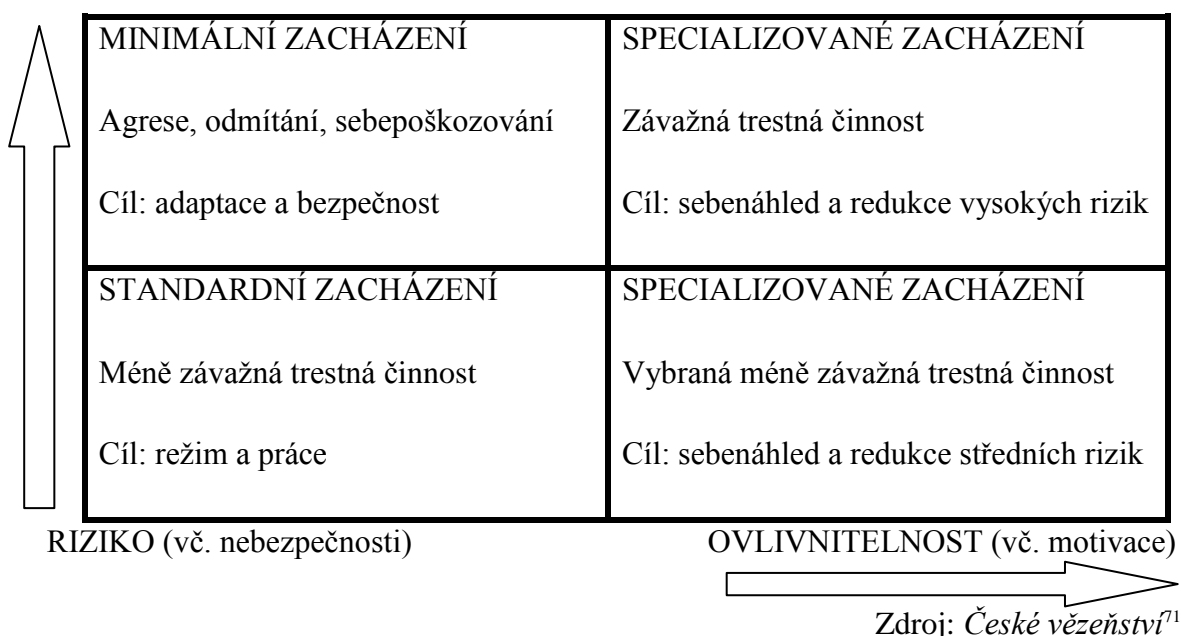 MINIMÁLNÍ ZACHÁZENÍ
Agrese, odmítání, sebepoškozování
Cíl: adaptace a bezpečnost
SPECIALIZOVANÉ ZACHÁZENÍ
Závažná trestná činnost
Cíl: sebenáhled a redukce vysokých rizik
STANDARDNÍ ZACHÁZENÍ
Méně závažná trestná činnost
Cíl: režim a práce
SPECIALIZOVANÉ ZACHÁZENÍ
Vybraná méně závažná trestná činnost
Cíl: sebenáhled a redukce středních rizik
RIZIKO (vč. nebezpečnosti)
OVLIVNITELNOST (vč. motivace)
Zdroj: České vězeňství71